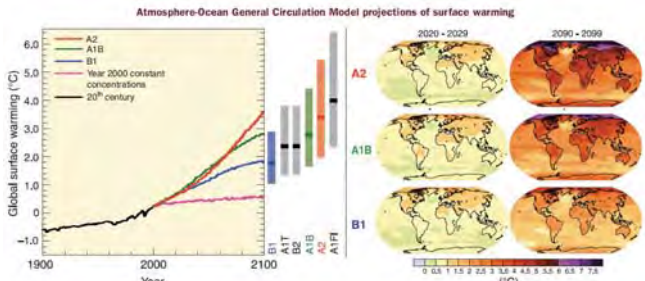 Atmosphere-Ocean General Circulation Model projections of surface warming
Global surface warming (°C)
6.0
5.0
4.0
3.0
2.0
1.0
0
−1.0
A2
A1B
B1
Year 2000 constant
concentrations
20th century
1900
2000
2100
Year
B1
A1T
B2
A1B
A2
A1FI
2020 - 2029
2090 - 2099
A2
A1B
B1
0 0.5 1 1.5 2 2.5 3 3.5 4 4.5 5 5.5 6 6.5 7 7.5
(°C)